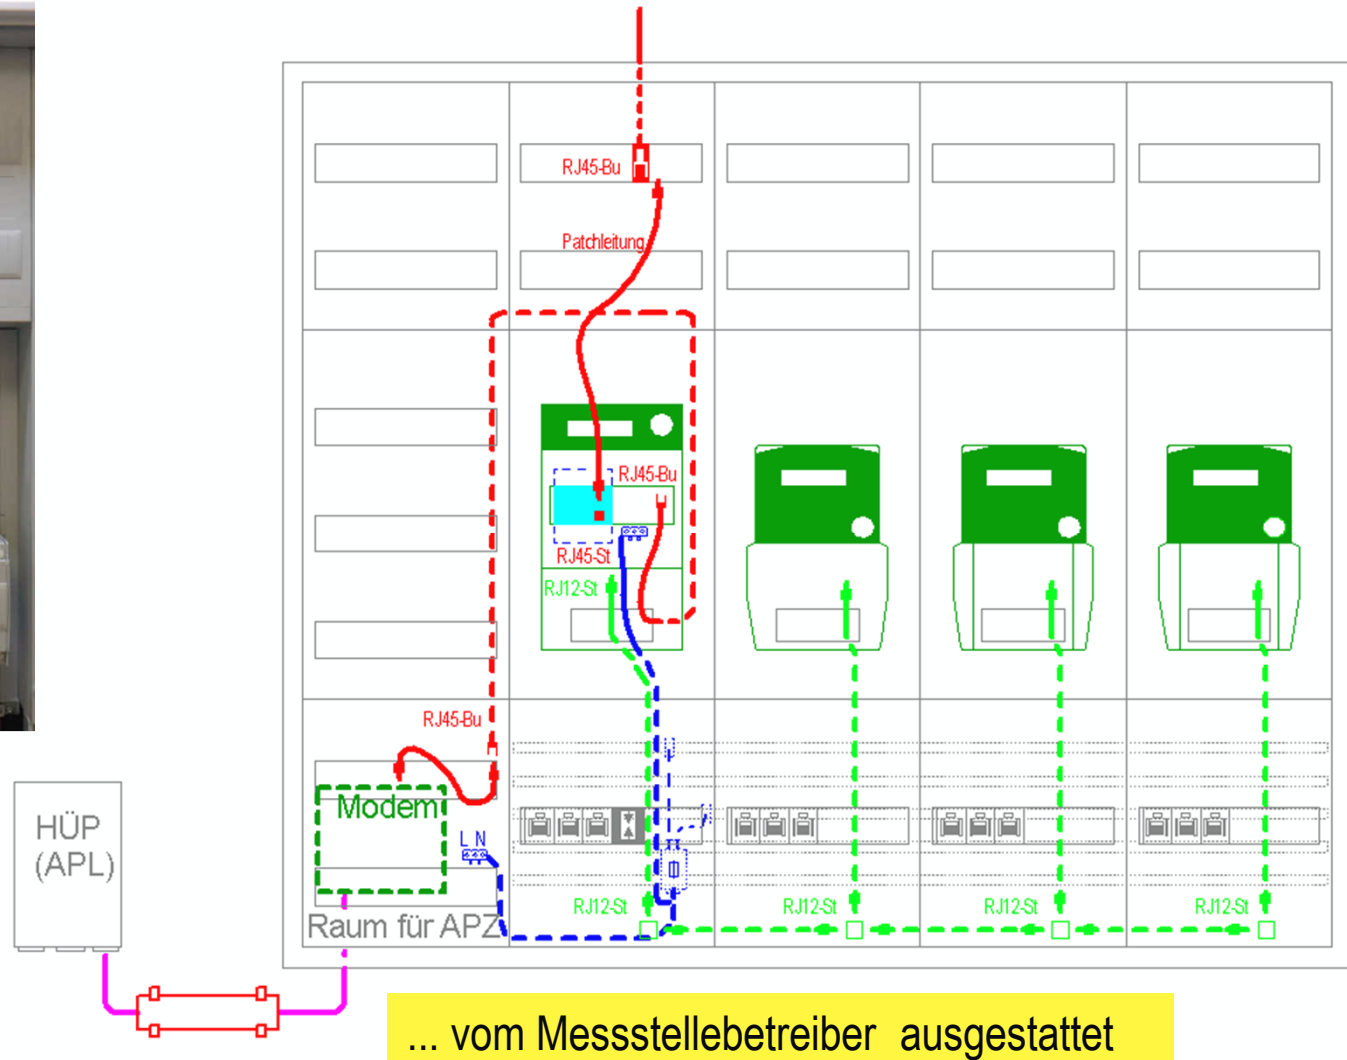 RJ45-Bu
Patchleitung
RJ45-Bu
RJ45-St
RJ12-St
RJ45-Bu
Modem
L N
HÜP
(APL)
RJ12-St
RJ12-St
RJ12-St
RJ12-St
Raum für APZ
... vom Messstellebetreiber ausgestattet